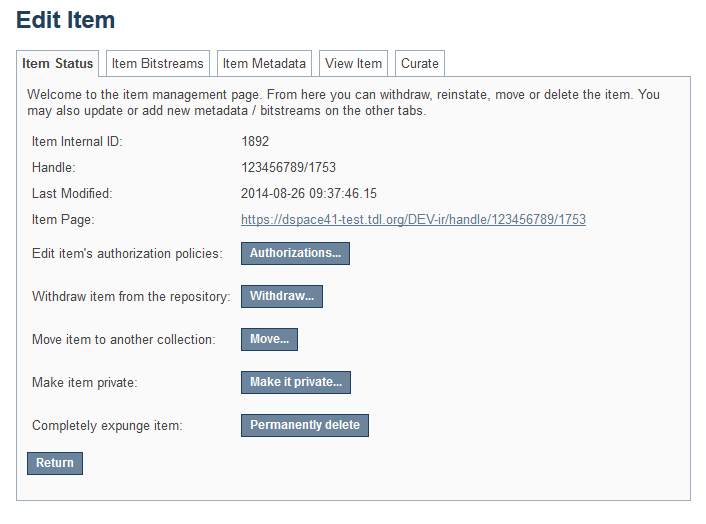 Edit Item
Item Status
Item Bitstreams
Item Metadata
View Item
Curate
Welcome to the item management page. From here you can withdraw, reinstate, move or delete the item. You
may also update or add new metadata / bitstreams on the other tabs.
Item Internal ID: 1892
Handle: 123456789/1753
Last Modified: 2014-08-26 09:37:46.15
Item Page: https://dspace41-test.tdl.org/DEV-ir/handle/123456789/1753
Edit item's authorization policies: Authorizations...
Withdraw item from the repository: Withdraw...
Move item to another collection: Move...
Make item private: Make it private...
Completely expunge item: Permanently delete
Return